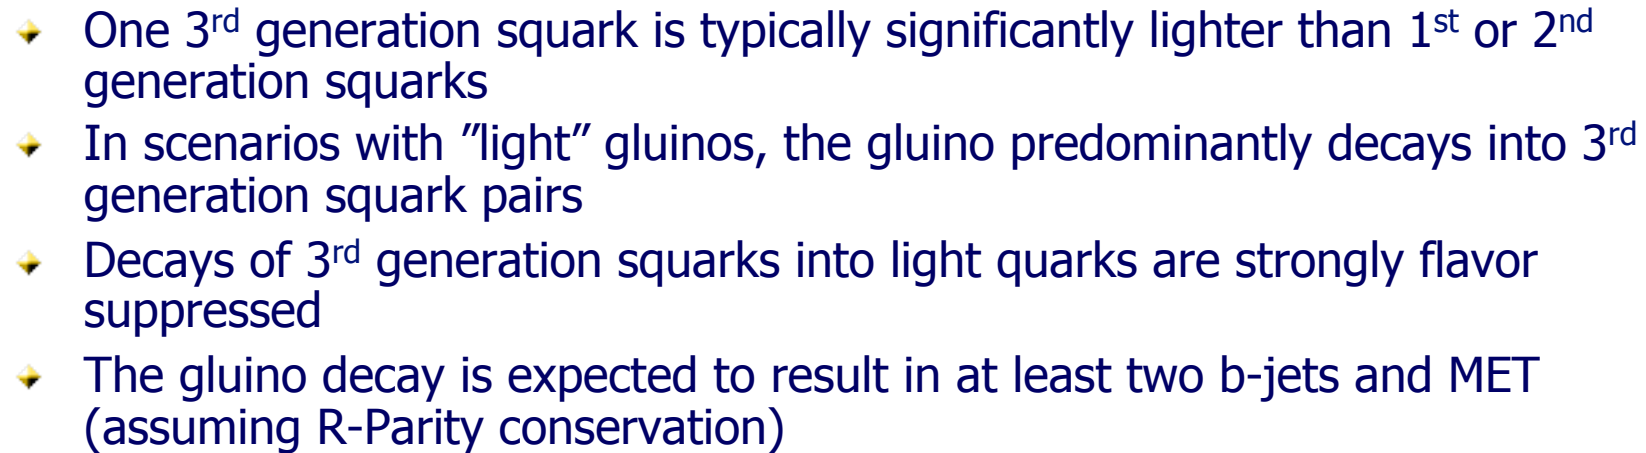 One 3rd generation squark is typically significantly lighter than 1st or 2nd
generation squarks
In scenarios with ”light” gluinos, the gluino predominantly decays into 3rd
generation squark pairs
Decays of 3rd generation squarks into light quarks are strongly flavor
suppressed
The gluino decay is expected to result in at least two b-jets and MET
(assuming R-Parity conservation)